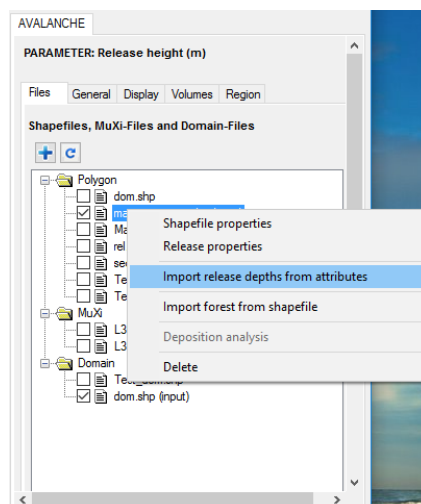 AVALANCHE
PARAMETER: Release height (m)
Files General Display Volumes Region
Shapefiles, MuXi-Files and Domain-Files
Polygon
dom.shp
Shapefile properties
Release properties
Import release depths from attributes
Import forest from shapefile
MuXi
Deposition analysis
Domain
Delete
dom.shp (input)